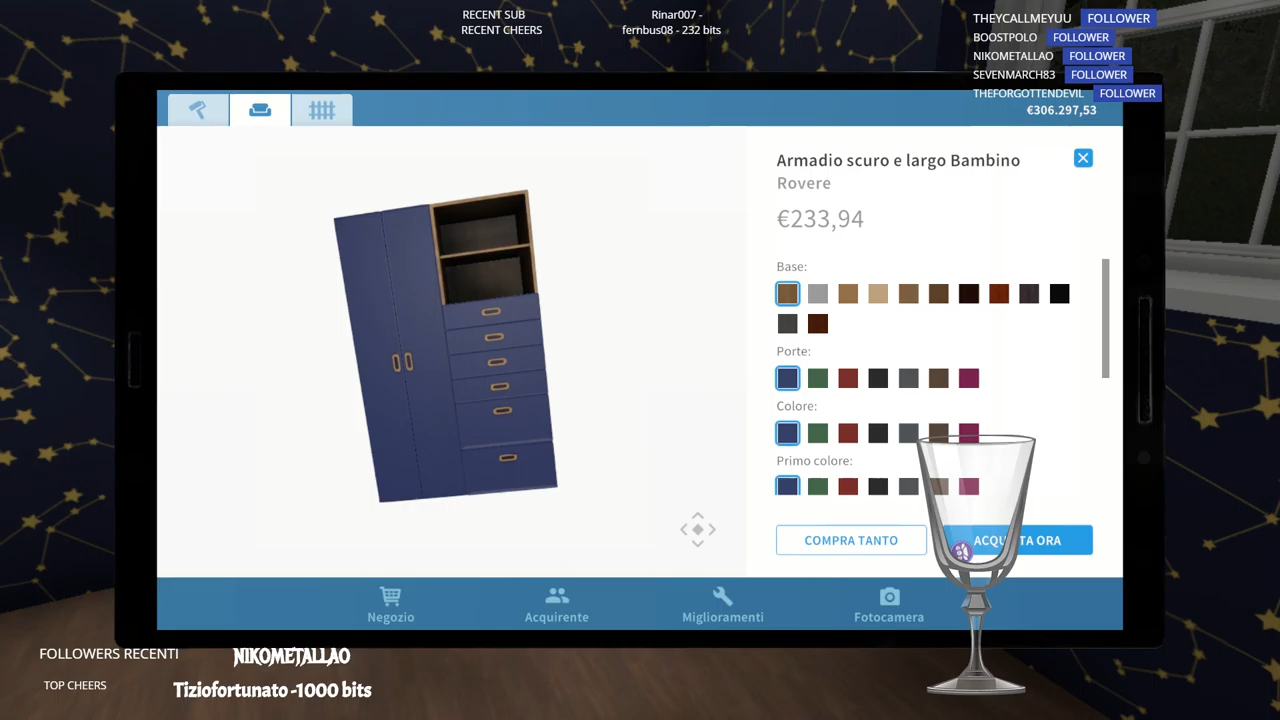 RECENT SUB
Rinar007 -
RECENT CHEERS
fernbus08 - 232 bits
THEYCALLMEYUU FOLLOWER
BOOSTPOLO FOLLOWER
NIKOMETALLAO FOLLOWER
SEVENMARCH83 FOLLOWER
THEFORGOTTENDEVIL FOLLOWER
€306.297,53
Armadio scuro e largo Bambino
Rovere
€233,94
Base:
Porte:
Colore:
Primo colore:
COMPRA TANTO
ACQUISTA ORA
Negozio
Acquirente
Miglioramenti
Fotocamera
FOLLOWERS RECENTI
NIKOMETALLAO
TOP CHEERS
Tiziofortunato -1000 bits